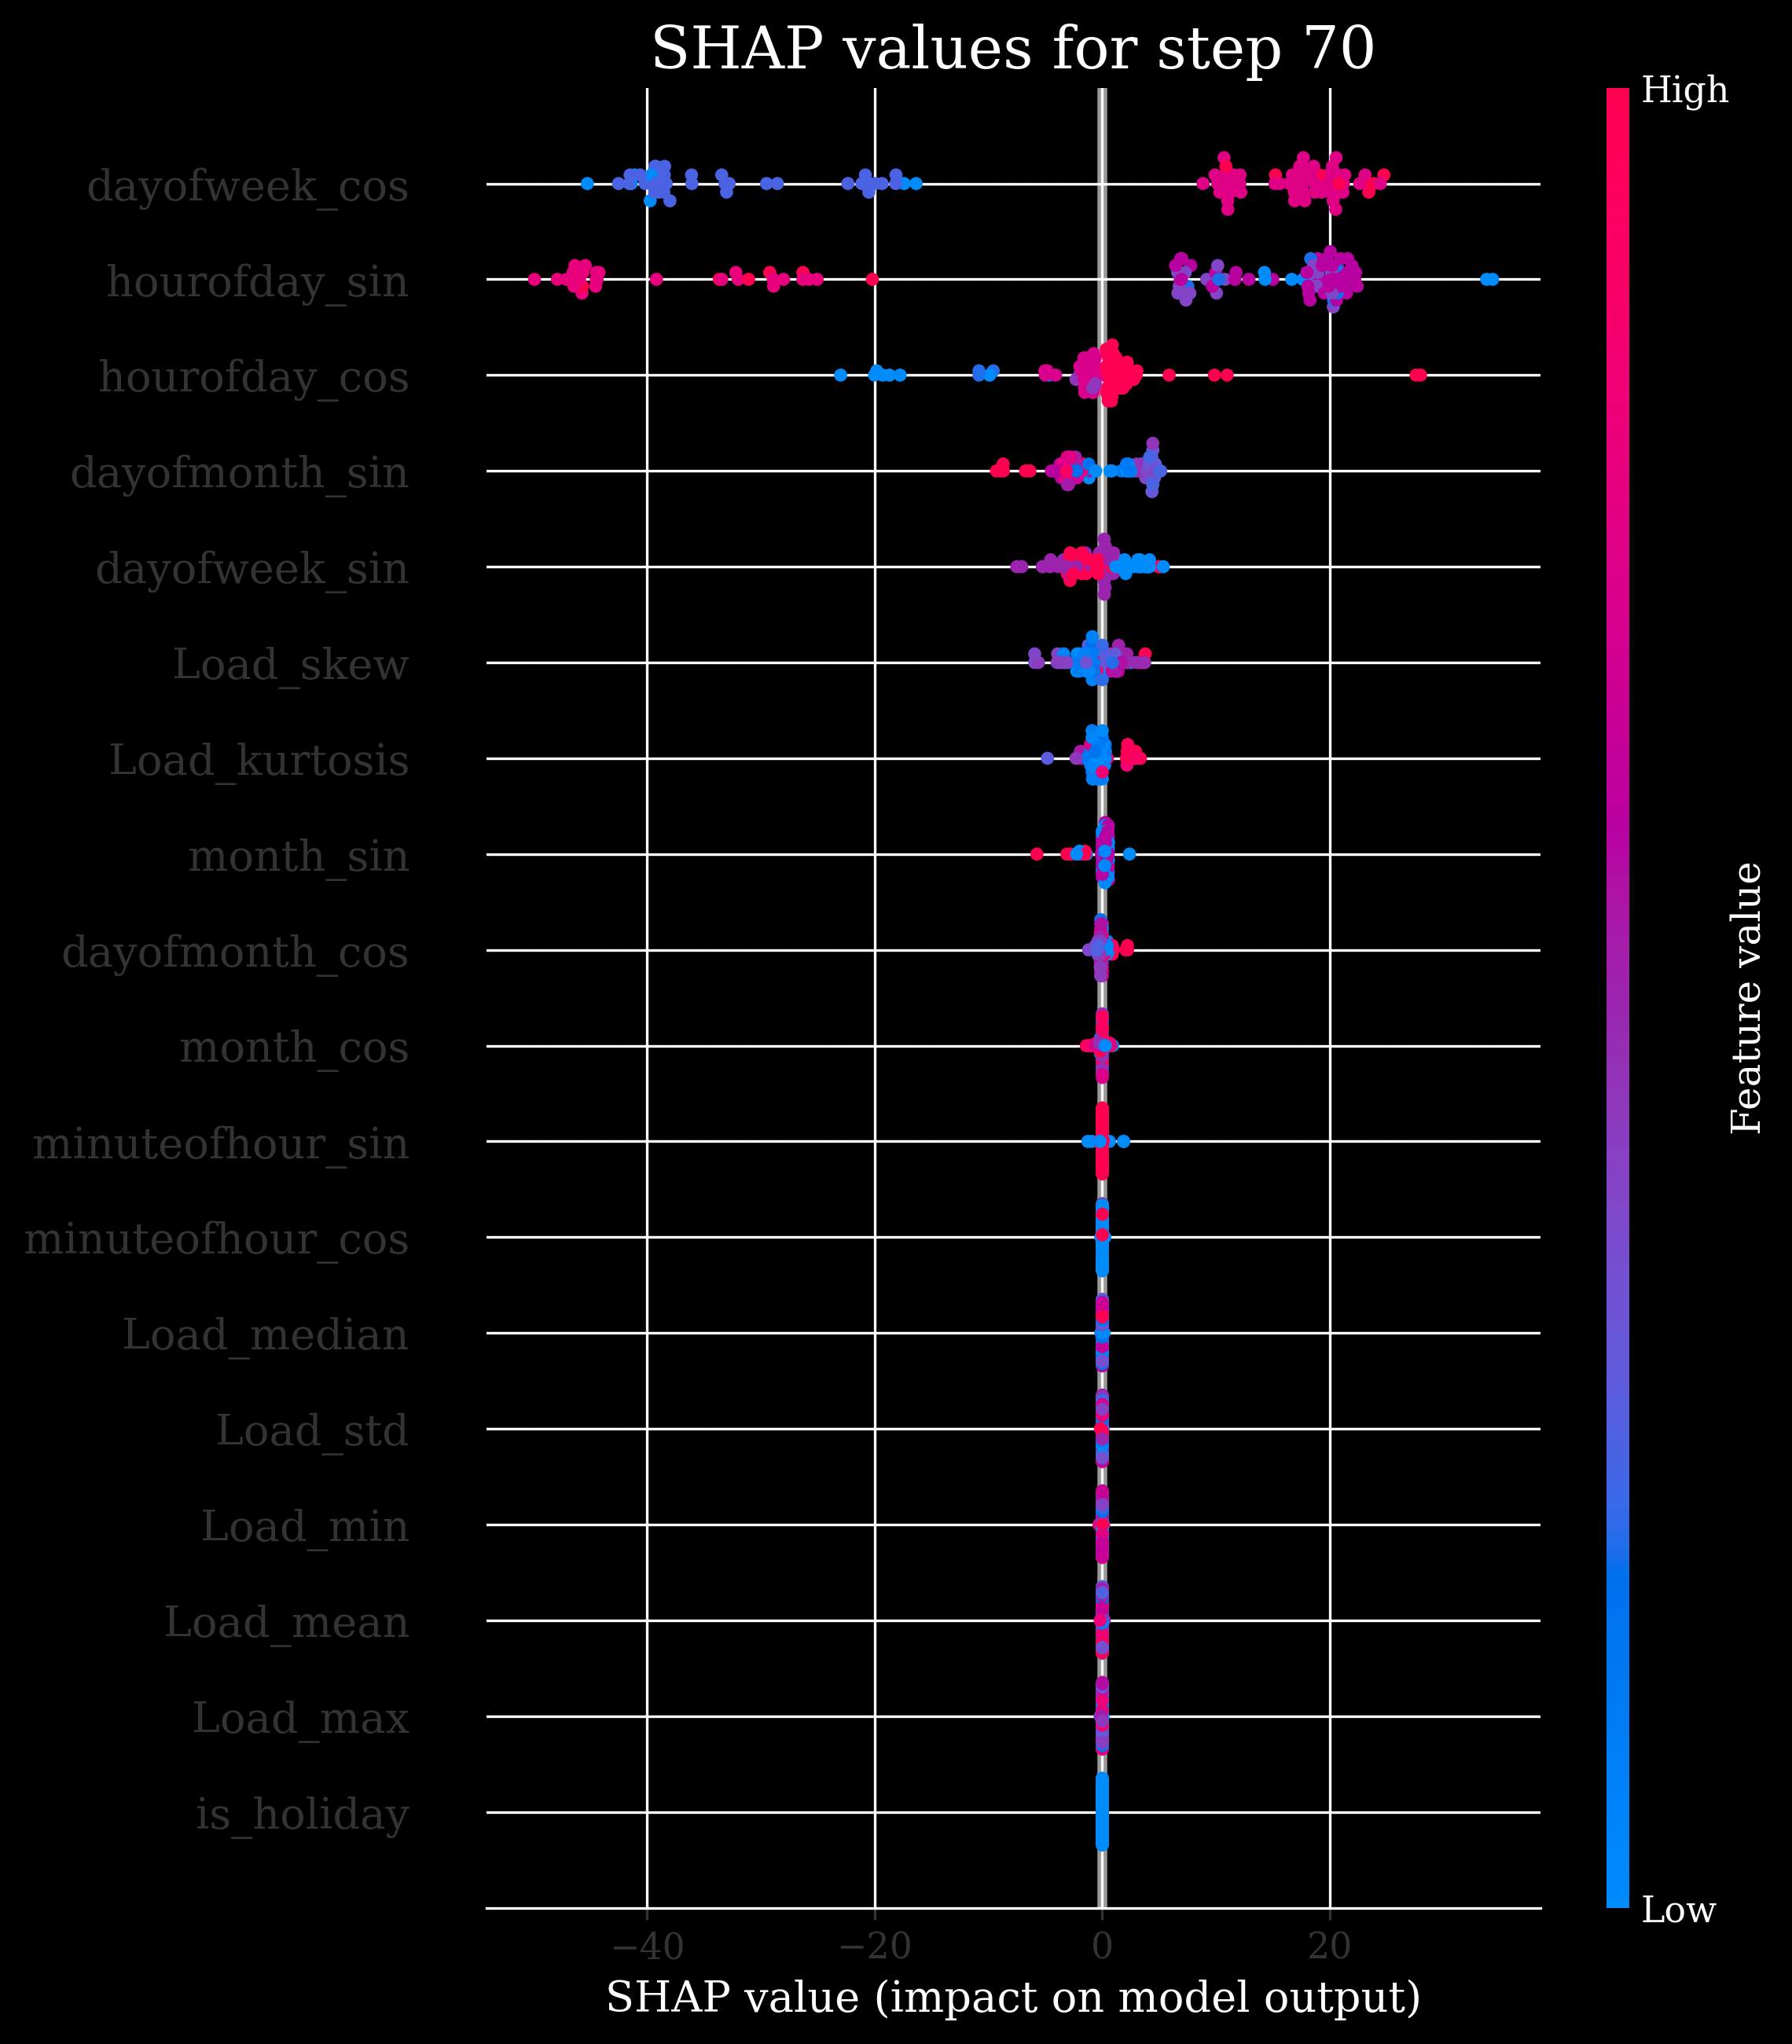 SHAP values for step 70
High
dayofweek_cos
hourofday_sin
hourofday_cos
dayofmonth_sin
dayofweek_sin
Load_skew
Load_kurtosis
month_sin
dayofmonth_cos
month_cos
minuteofhour_sin
minuteofhour_cos
Load_median
Load_std
Load_min
Load_mean
Load_max
is_holiday
Feature value
Low
−40 −20 0 20
SHAP value (impact on model output)